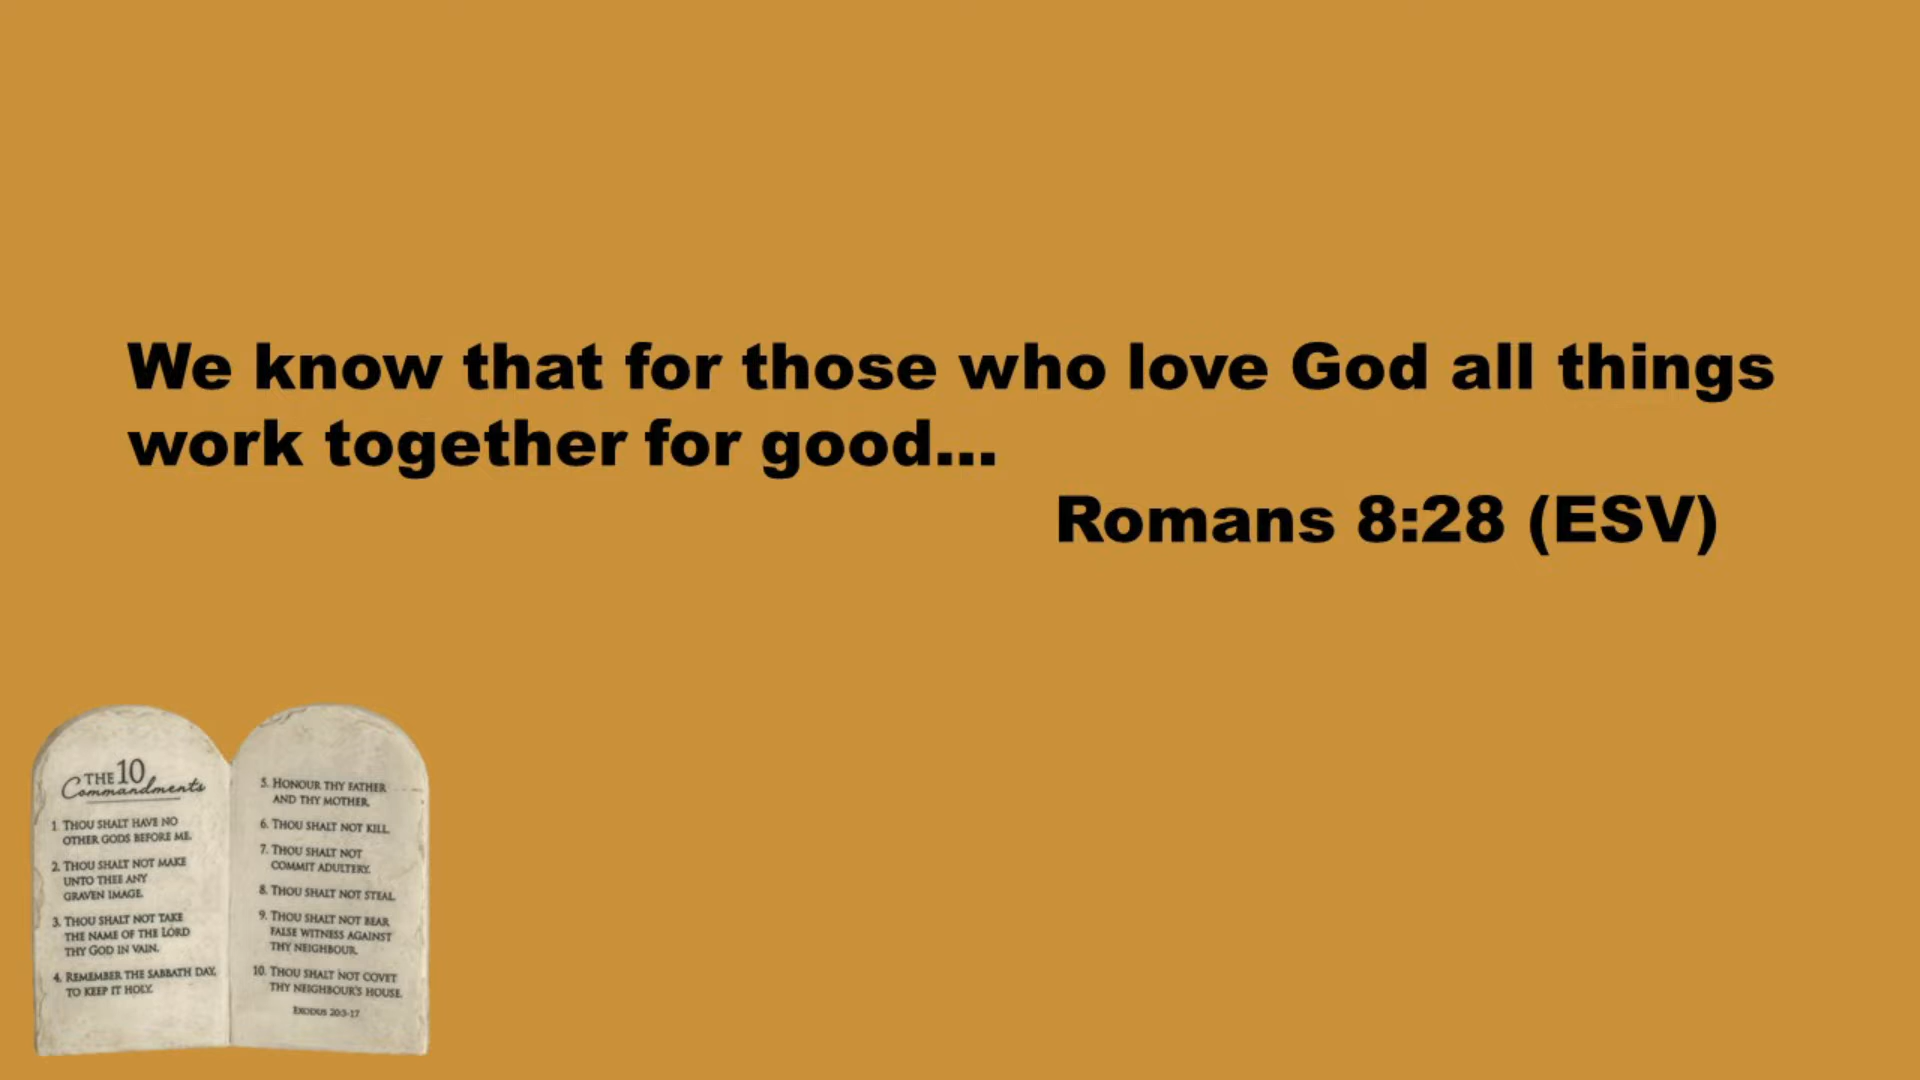 We know that for those who love God all things
work together for good...
Romans 8:28 (ESV)
THE 10
Commandments
1. THOU SHALT HAVE NO
OTHER GODS BEFORE ME.
2. THOU SHALT NOT MAKE
UNTO THEE ANY
GRAVEN IMAGE.
3. THOU SHALT NOT TAKE
THE NAME OF THE LORD
THY GOD IN VAIN.
4. REMEMBER THE SABBATH DAY,
TO KEEP IT HOLY.
5. HONOUR THY FATHER
AND THY MOTHER.
6. THOU SHALT NOT KILL.
7. THOU SHALT NOT
COMMIT ADULTERY.
8. THOU SHALT NOT STEAL.
9. THOU SHALT NOT BEAR
FALSE WITNESS AGAINST
THY NEIGHBOUR.
10. THOU SHALT NOT COVET
THY NEIGHBOUR'S HOUSE.
EXODUS 20:3-17